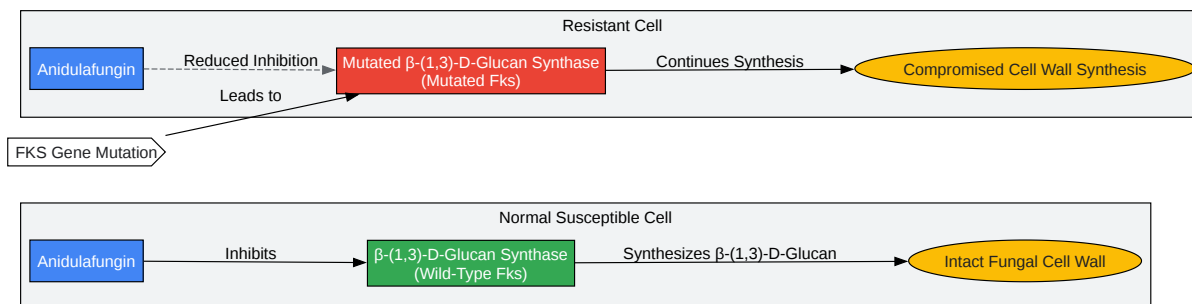 Resistant Cell
Anidulafungin
Reduced Inhibition
Mutated β-(1,3)-D-Glucan Synthase
(Mutated Fks)
Continues Synthesis
Compromised Cell Wall Synthesis
Leads to
FKS Gene Mutation
Normal Susceptible Cell
Anidulafungin
Inhibits
β-(1,3)-D-Glucan Synthase
(Wild-Type Fks)
Synthesizes β-(1,3)-D-Glucan
Intact Fungal Cell Wall